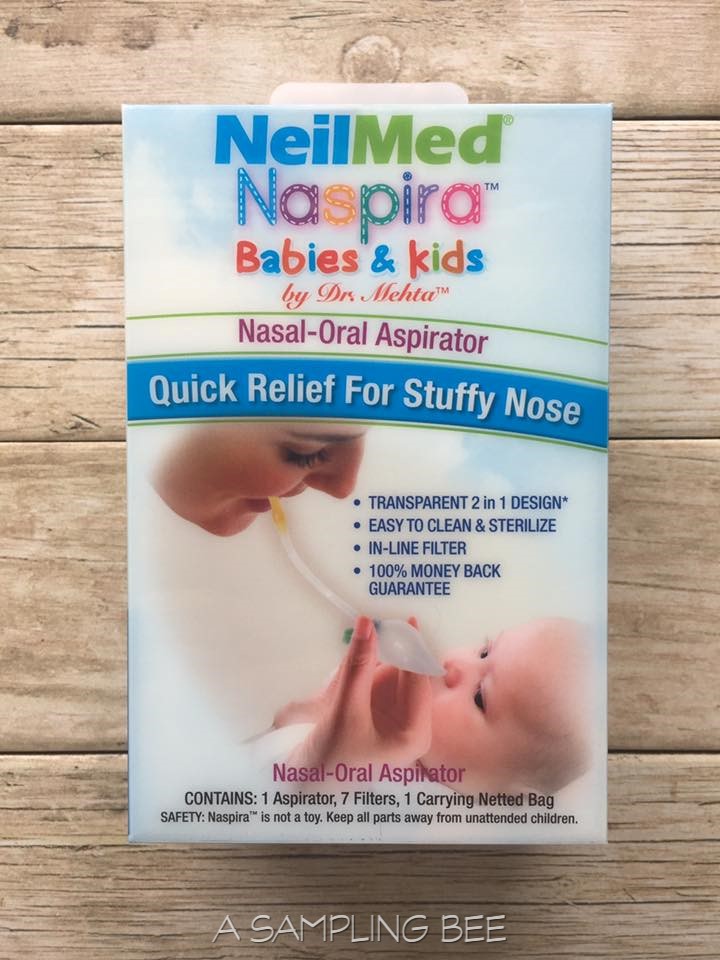 NeilMed®
Naspira™
Babies & kids
by Dr. Mehta™
Nasal-Oral Aspirator
Quick Relief For Stuffy Nose
• TRANSPARENT 2 in 1 DESIGN*
• EASY TO CLEAN & STERILIZE
• IN-LINE FILTER
• 100% MONEY BACK
GUARANTEE
Nasal-Oral Aspirator
CONTAINS: 1 Aspirator, 7 Filters, 1 Carrying Netted Bag
SAFETY: Naspira™ is not a toy. Keep all parts away from unattended children.
A SAMPLING BEE